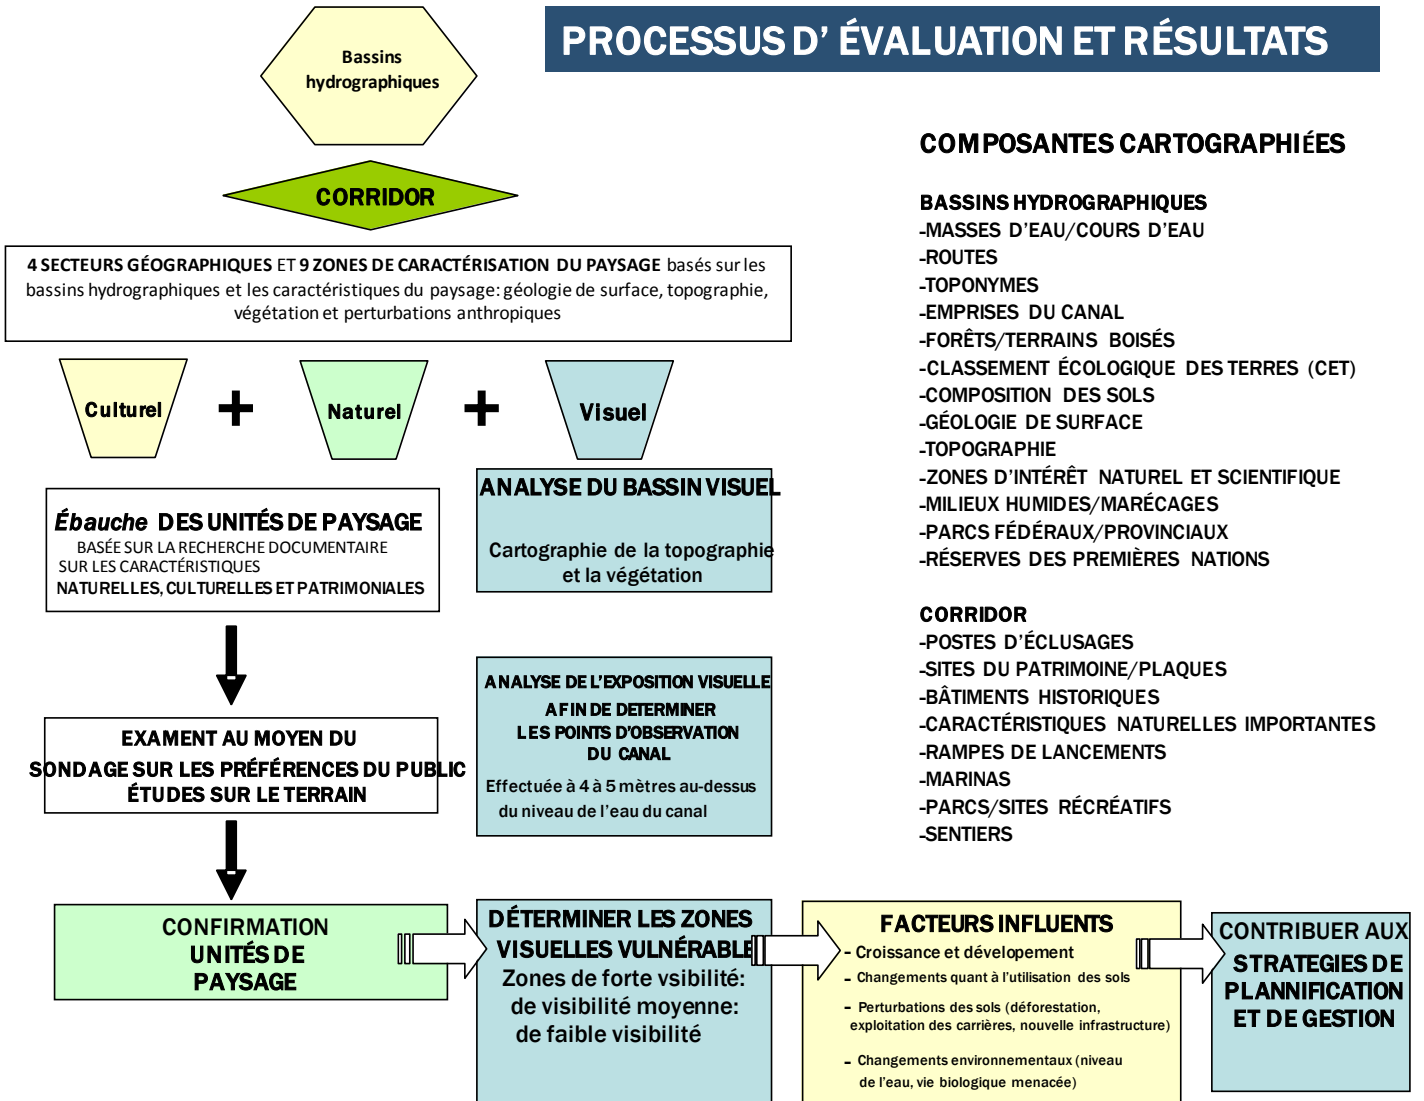 PROCESSUS D' ÉVALUATION ET RÉSULTATS
Bassins
hydrographiques
CORRIDOR
4 SECTEURS GÉOGRAPHIQUES ET 9 ZONES DE CARACTÉRISATION DU PAYSAGE basés sur les
bassins hydrographiques et les caractéristiques du paysage: géologie de surface, topographie,
végétation et perturbations anthropiques
Culturel
+
Naturel
+
Visuel
Ébauche DES UNITÉS DE PAYSAGE
BASÉE SUR LA RECHERCHE DOCUMENTAIRE
SUR LES CARACTÉRISTIQUES
NATURELLES, CULTURELLES ET PATRIMONIALES
ANALYSE DU BASSIN VISUEL
Cartographie de la topographie
et la végétation
EXAMENT AU MOYEN DU
SONDAGE SUR LES PRÉFÉRENCES DU PUBLIC
ÉTUDES SUR LE TERRAIN
ANALYSE DE L'EXPOSITION VISUELLE
AFIN DE DETERMINER
LES POINTS D'OBSERVATION
DU CANAL
Effectuée à 4 à 5 mètres au-dessus
du niveau de l'eau du canal
CONFIRMATION
UNITÉS DE
PAYSAGE
DÉTERMINER LES ZONES
VISUELLES VULNÉRABLE
Zones de forte vsibilité:
de visibilité moyenne:
de faible visibilité
FACTEURS INFLUENTS
- Croissance et dévelopement
- Changements quant à l'utilisation des sols
- Perturbations des sols (déforestation,
exploitation des carrières, nouvelle infrastructure)
- Changements environmentaux (niveau
de l'eau, vie biologique menacée)
CONTRIBUER AUX
STRATEGIES DE
PLANNIFICATION
ET DE GESTION
COMPOSANTES CARTOGRAPHIÉES
BASSINS HYDROGRAPHIQUES
-MASSES D'EAU/COURS D'EAU
-ROUTES
-TOPONYMES
-EMPRISES DU CANAL
-FORÊTS/TERRAINS BOISÉS
-CLASSEMENT ÉCOLOGIQUE DES TERRES (CET)
-COMPOSITION DES SOLS
-GÉOLOGIE DE SURFACE
-TOPOGRAPHIE
-ZONES D'INTÉRÊT NATUREL ET SCIENTIFIQUE
-MILIEUX HUMIDES/MARÉCAGES
-PARCS FÉDÉRAUX/PROVINCIAUX
-RÉSERVES DES PREMIÈRES NATIONS
CORRIDOR
-POSTES D'ÉCLUSAGES
-SITES DU PATRIMOINE/PLAQUES
-BÂTIMENTS HISTORIQUES
-CARACTÉRISTIQUES NATURELLES IMPORTANTES
-RAMPES DE LANCEMENTS
-MARINAS
-PARCS/SITES RÉCRÉATIFS
-SENTIERS